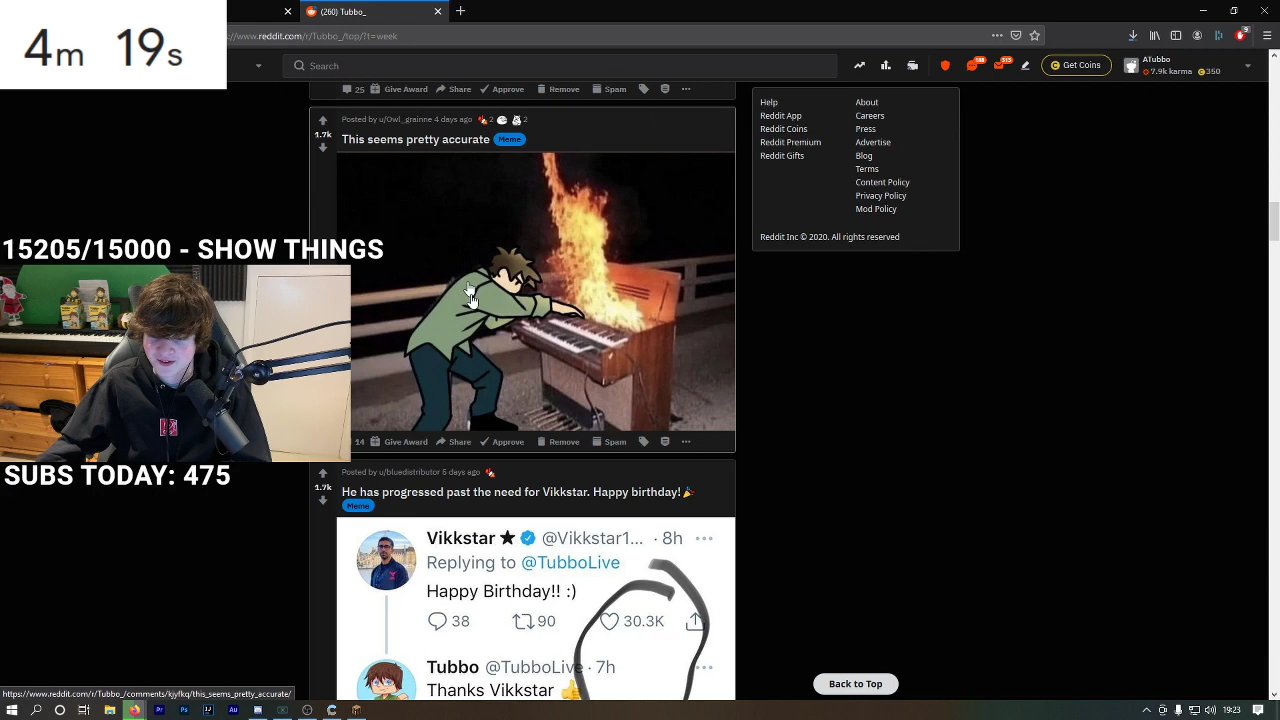 4m 19s
(260) Tubbo_
www.reddit.com/r/Tubbo_/top/?t=week
Search
Get Coins
ATubbo
7.9k karma 350
25 Give Award Share Approve Remove Spam
Posted by u/Owl_grainne 4 days ago 2 2
1.7k
This seems pretty accurate Meme
Help
About
Reddit App
Careers
Reddit Coins
Press
Reddit Premium
Advertise
Reddit Gifts
Blog
Terms
Content Policy
Privacy Policy
Mod Policy
Reddit Inc © 2020. All rights reserved
15205/15000 - SHOW THINGS
14 Give Award Share Approve Remove Spam
SUBS TODAY: 475
Posted by u/bluedistributor 5 days ago
1.7k
He has progressed past the need for Vikkstar. Happy birthday!🎉
Meme
Vikkstar ★ @Vikkstar1... · 8h
Replying to @TubboLive
Happy Birthday!! :)
38 90 30.3K
Tubbo @TubboLive · 7h
Thanks Vikkstar 👍
Back to Top
https://www.reddit.com/r/Tubbo_/comments/kjyfkq/this_seems_pretty_accurate/
19:23